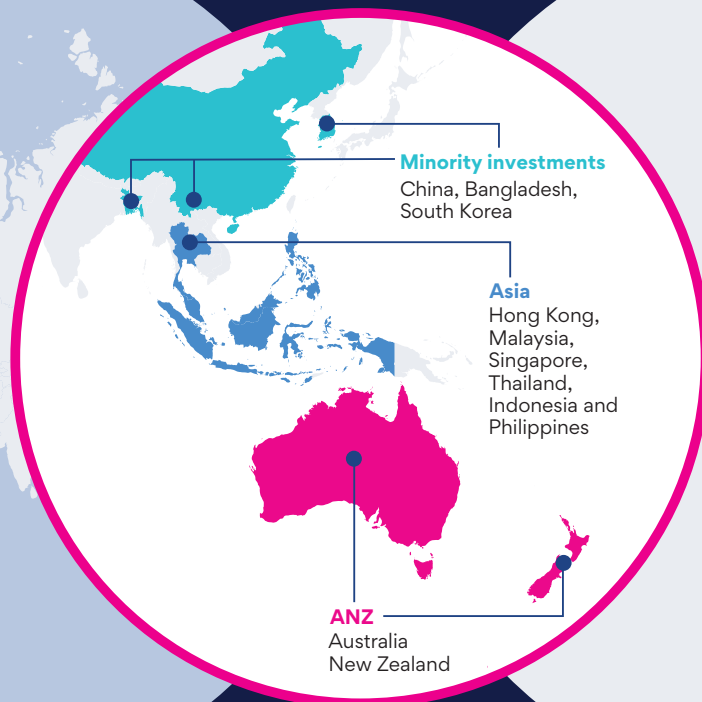 Minority investments
China, Bangladesh,
South Korea
Asia
Hong Kong,
Malaysia,
Singapore,
Thailand,
Indonesia and
Philippines
ANZ
Australia
New Zealand